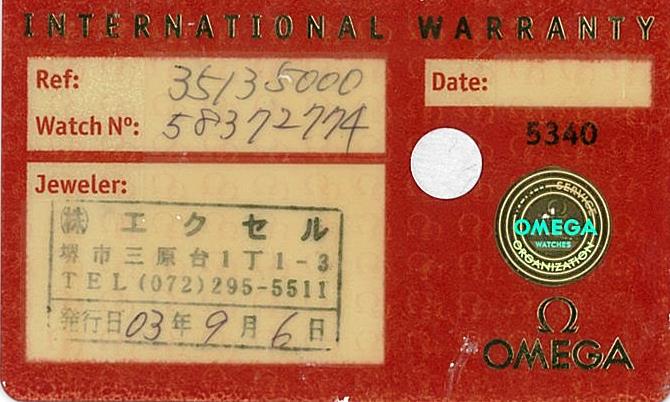 INTERNATIONAL WARRANTY
Ref: 35135000
Watch Nº: 58372774
Date:
5340
Jeweler:
㈱ エクセル
堺市三原台1丁1-3
TEL(072)295-5511
発行日03年9月6日
SERVICE
OMEGA
WATCHES
ORGANIZATION
Ω
OMEGA